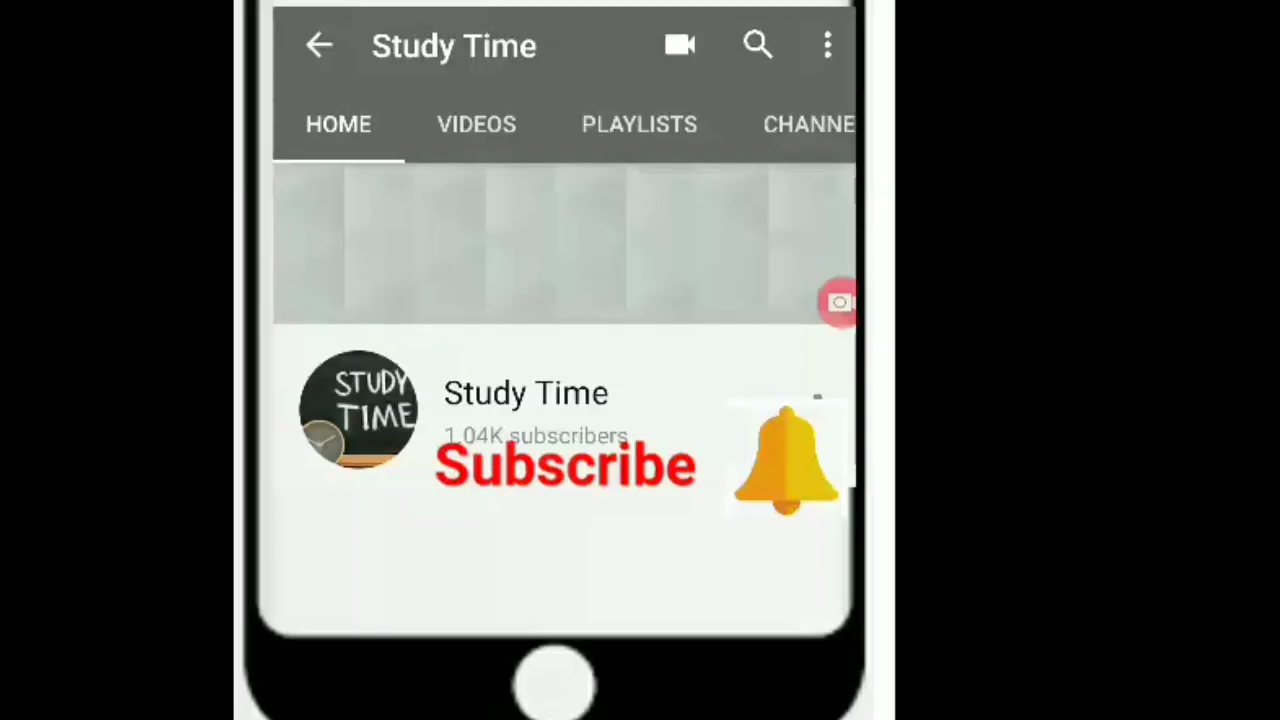 Study Time
HOME VIDEOS PLAYLISTS CHANNE
STUDY
TIME
Study Time
1.04K subscribers
Subscribe